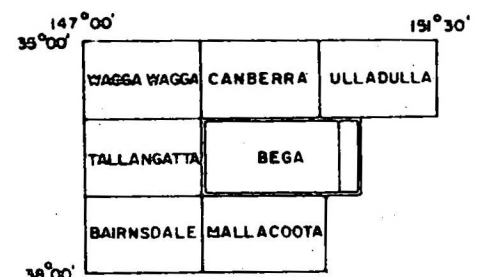 147°00' 151°30'
35°00'
WAGGA WAGGA CANBERRA ULLADULLA
TALLANGATTA BEGA
BAIRNSDALE MALLACOOTA
38°00'